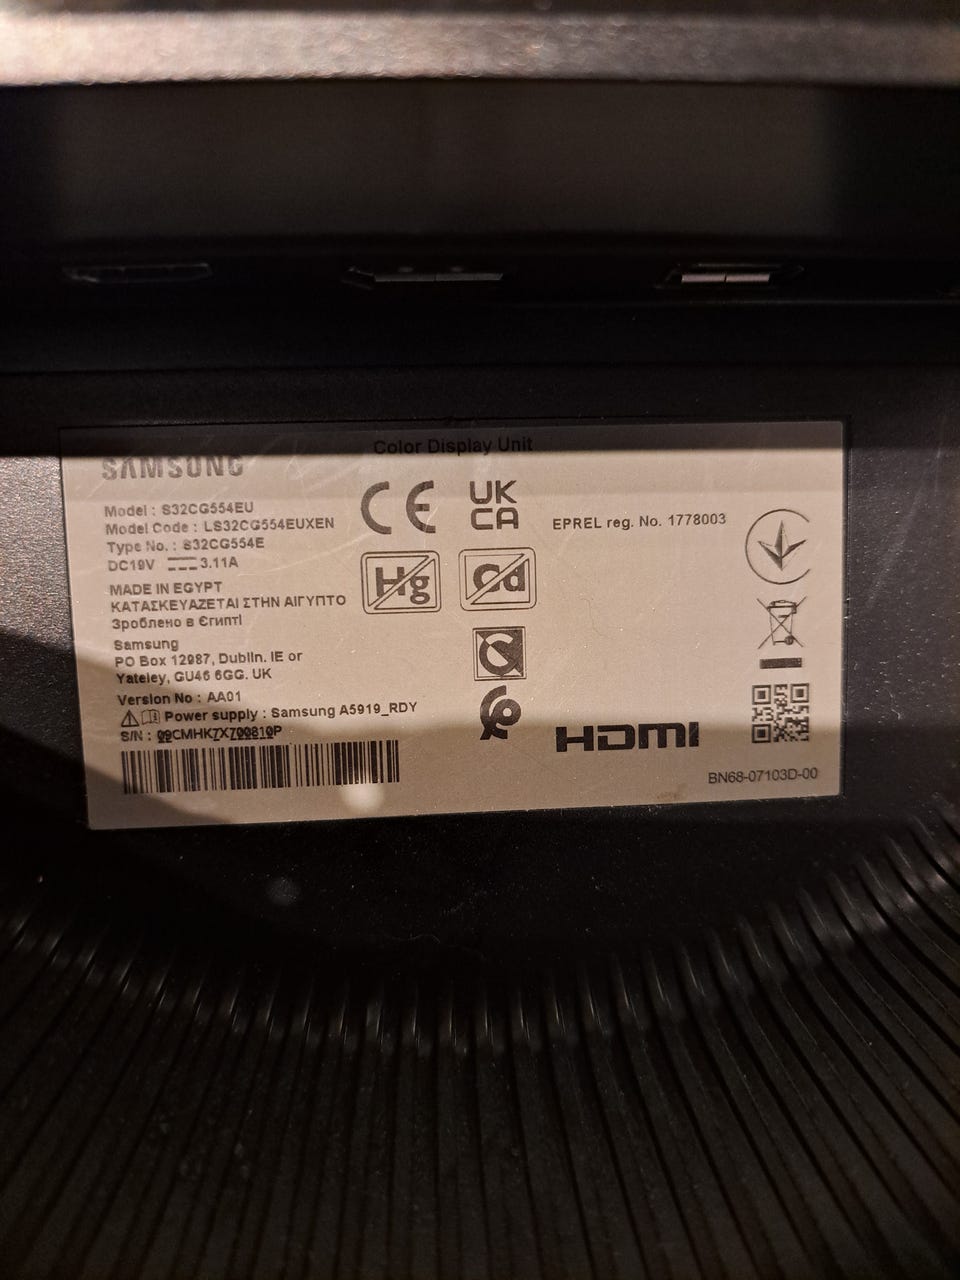 Color Display Unit
SAMSUNG
Model : S32CG554EU
Model Code : LS32CG554EUXEN
Type No. : S32CG554E
DC19V 3.11A
MADE IN EGYPT
ΚΑΤΑΣΚΕΥΑΖΕΤΑΙ ΣΤΗΝ ΑΙΓΥΠΤΟ
Зроблено в Єгипті
Samsung
PO Box 12987, Dublin. IE or
Yateley, GU46 6GG. UK
Version No : AA01
Power supply : Samsung A5919_RDY
S/N : 09CMHKZXZ00810P
CE
UK
CA
EPREL reg. No. 1778003
Hg
Cd
C
HDMI
BN68-07103D-00